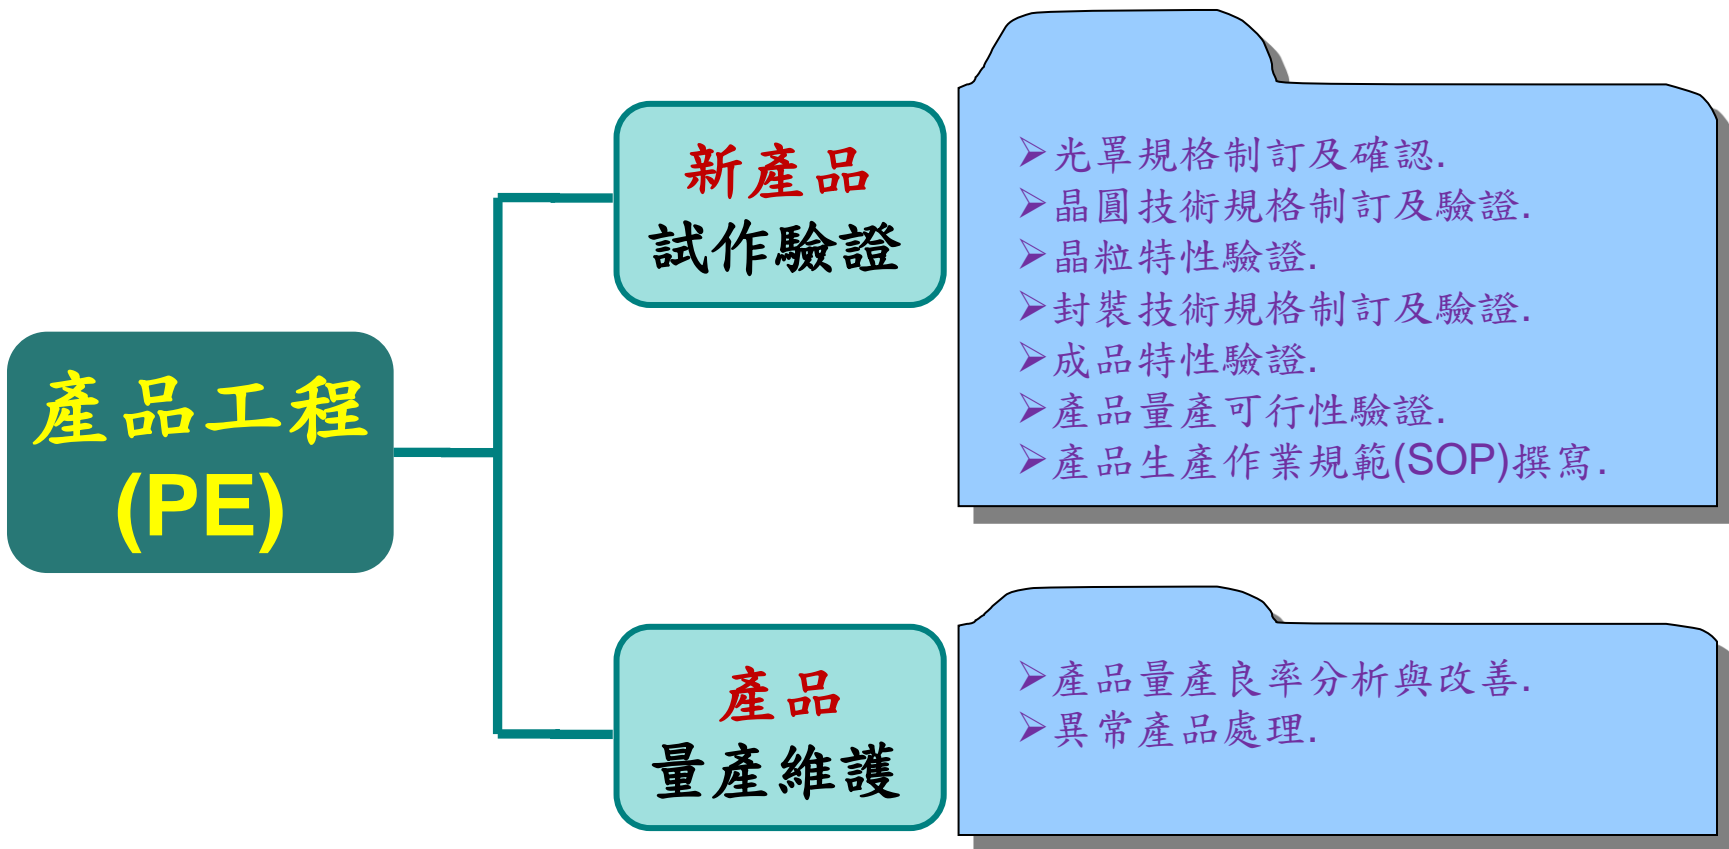 產品工程
(PE)
新產品
試作驗證
➢光罩規格制訂及確認.
➢晶圓技術規格制訂及驗證.
➢晶粒特性驗證.
➢封裝技術規格制訂及驗證.
➢成品特性驗證.
➢產品量產可行性驗證.
➢產品生產作業規範(SOP)撰寫.
產品
量產維護
➢產品量產良率分析與改善.
➢異常產品處理.